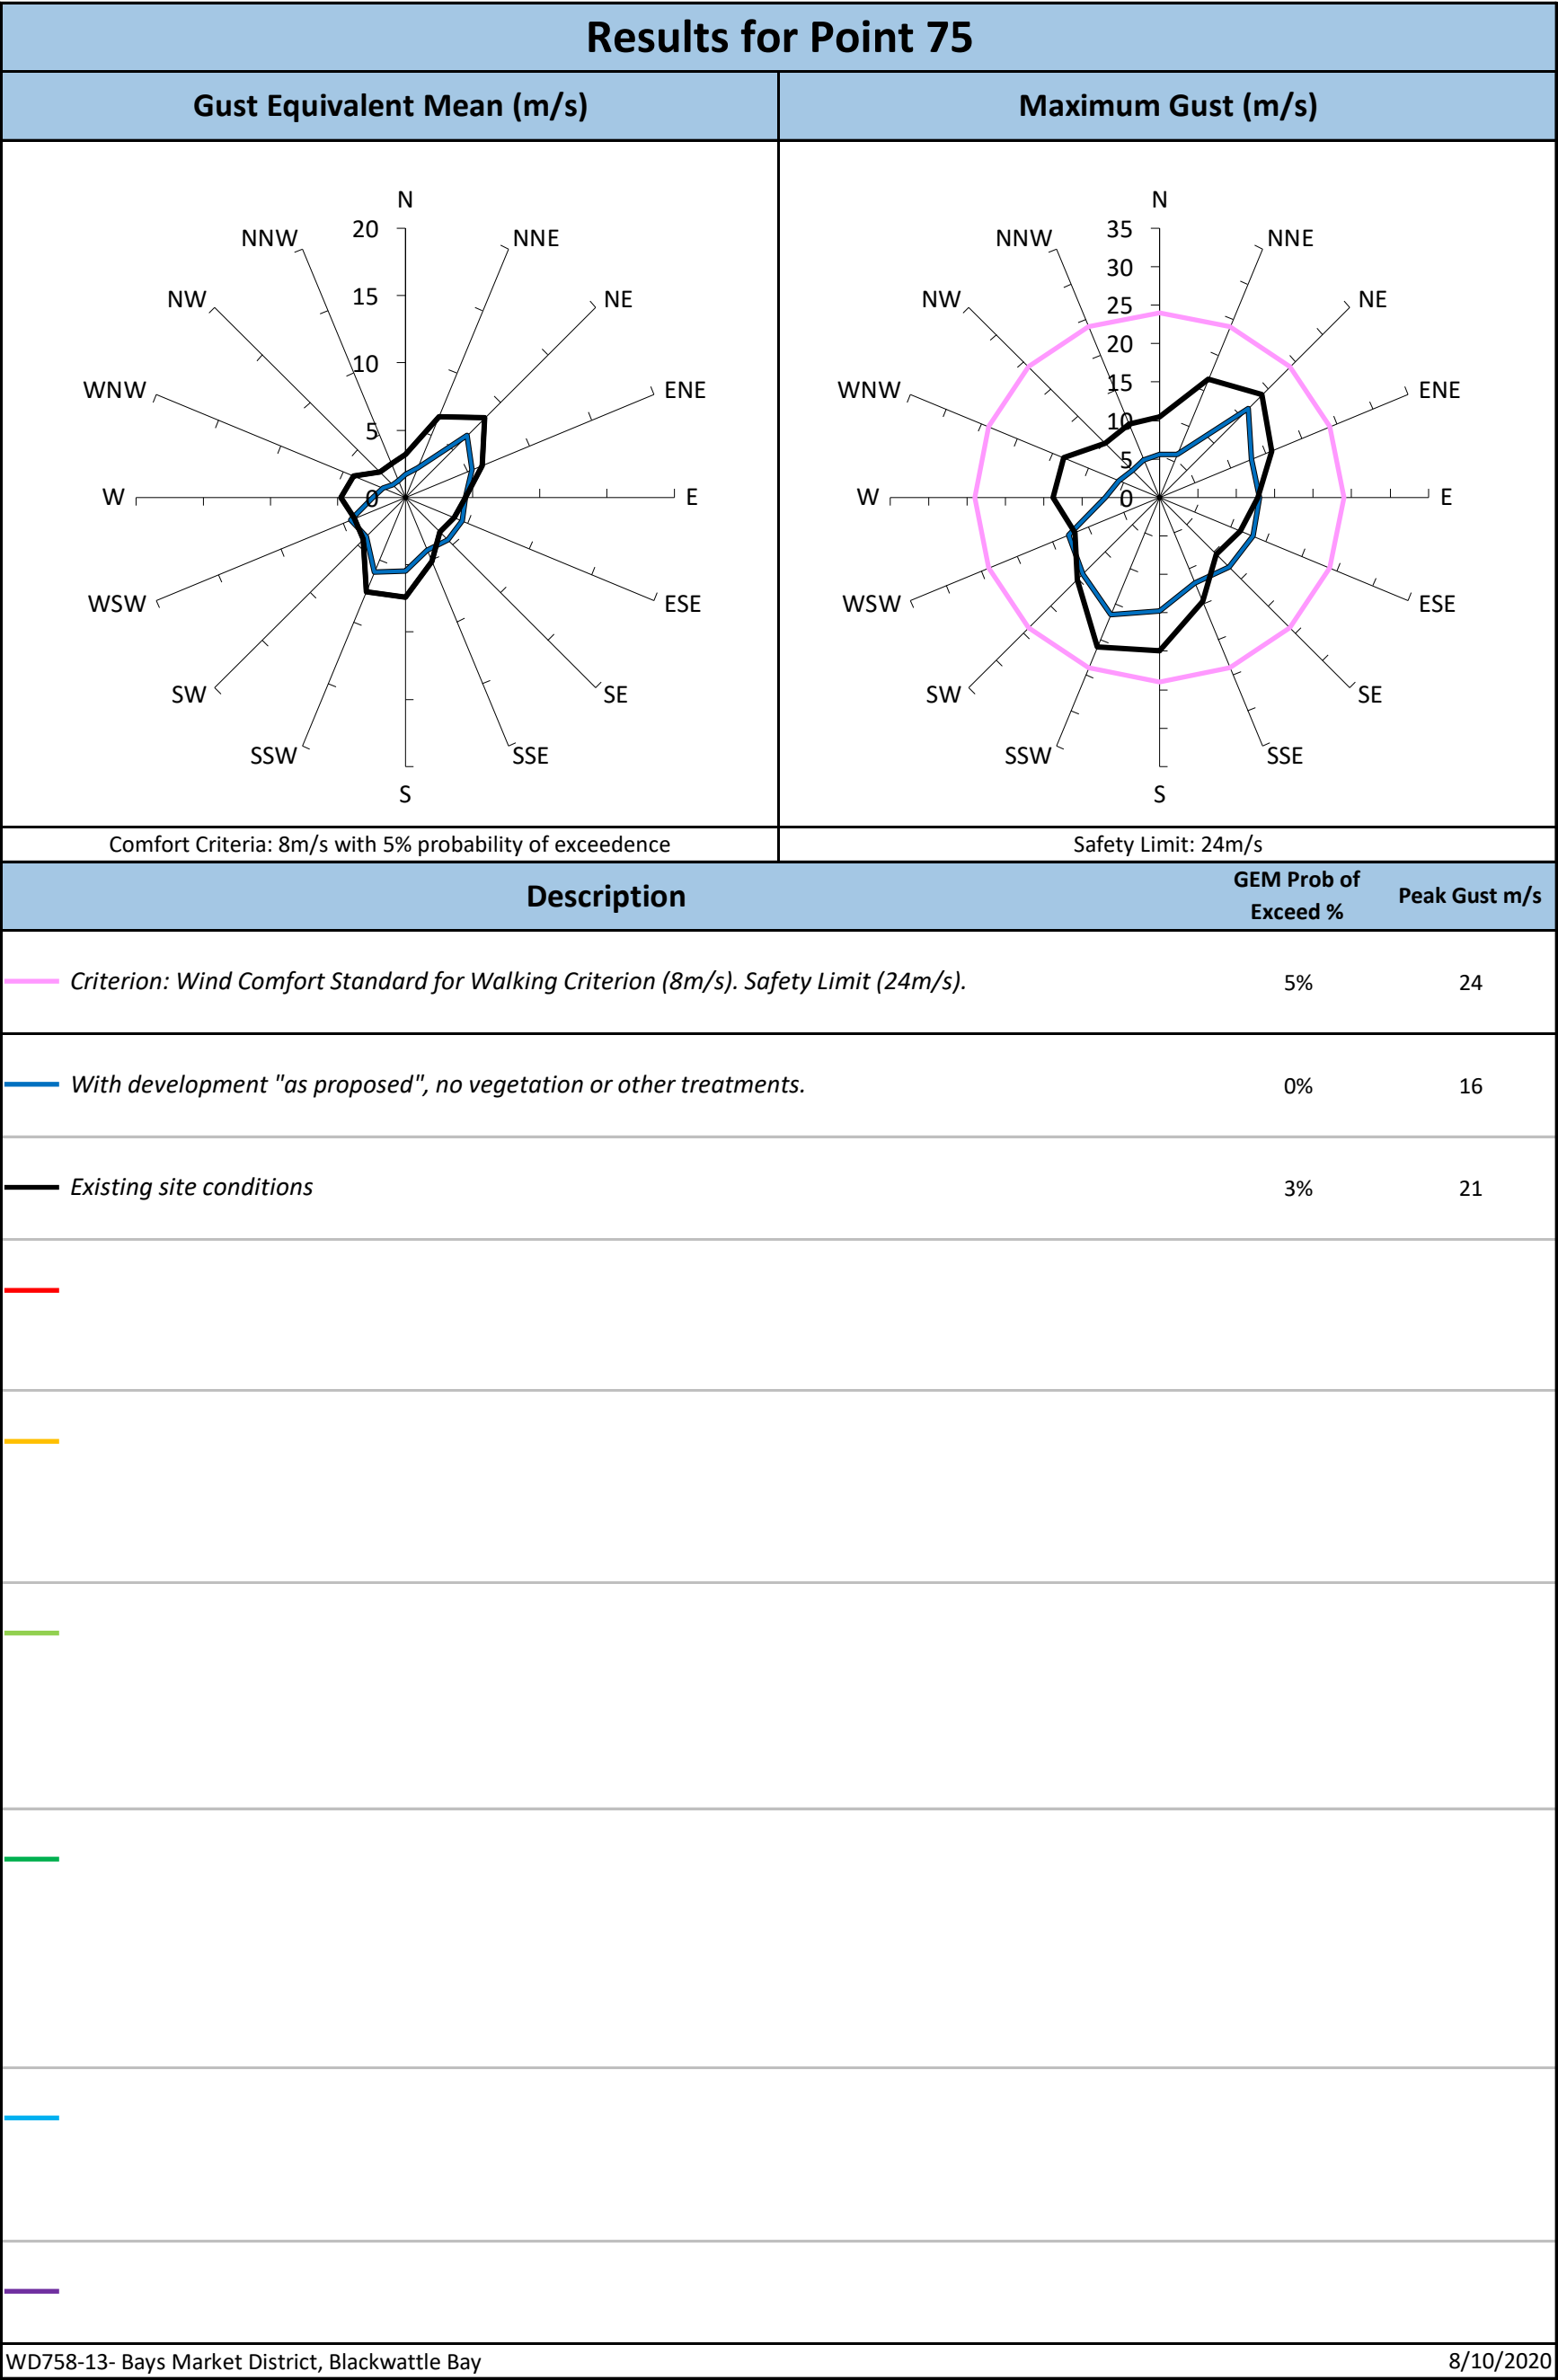 Results for Point 75
Gust Equivalent Mean (m/s)
Maximum Gust (m/s)
N
NNE
NE
ENE
E
ESE
SE
SSE
S
SSW
SW
WSW
W
WNW
NW
NNW
20
15
10
5
0
N
NNE
NE
ENE
E
ESE
SE
SSE
S
SSW
SW
WSW
W
WNW
NW
NNW
35
30
25
20
15
10
5
0
Comfort Criteria: 8m/s with 5% probability of exceedence
Safety Limit: 24m/s
Description
GEM Prob of
Exceed %
Peak Gust m/s
Criterion: Wind Comfort Standard for Walking Criterion (8m/s). Safety Limit (24m/s). 5% 24
With development "as proposed", no vegetation or other treatments. 0% 16
Existing site conditions 3% 21
WD758-13- Bays Market District, Blackwattle Bay
8/10/2020